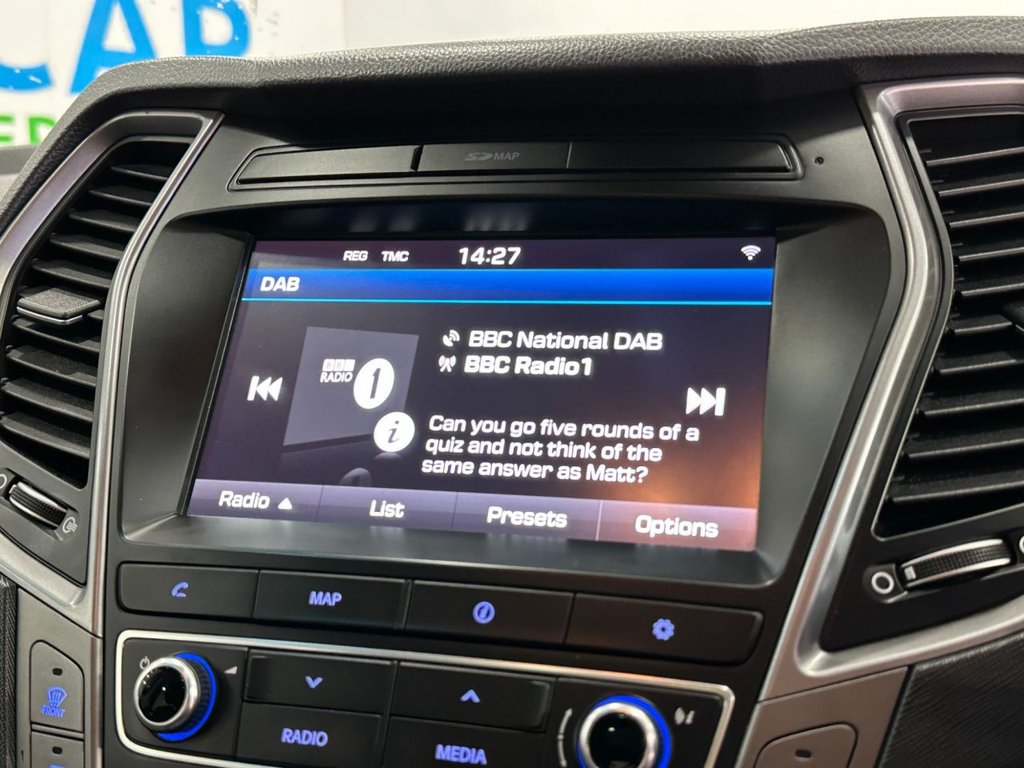 CAR
SD MAP
REG TMC 14:27
DAB
BBC National DAB
BBC Radio1
BBC
RADIO 1
i
Can you go five rounds of a
quiz and not think of the
same answer as Matt?
Radio List Presets Options
MAP
FRONT
RADIO
MEDIA